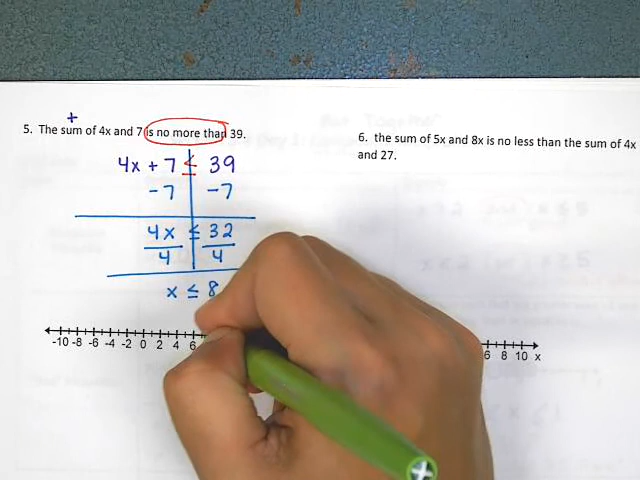 +
5. The sum of 4x and 7 is no more than 39.
4x + 7 ≤ 39
-7 -7
4x ≤ 32
4 4
x ≤ 8
-10 -8 -6 -4 -2 0 2 4 6
6. the sum of 5x and 8x is no less than the sum of 4x
and 27.
6 8 10 x